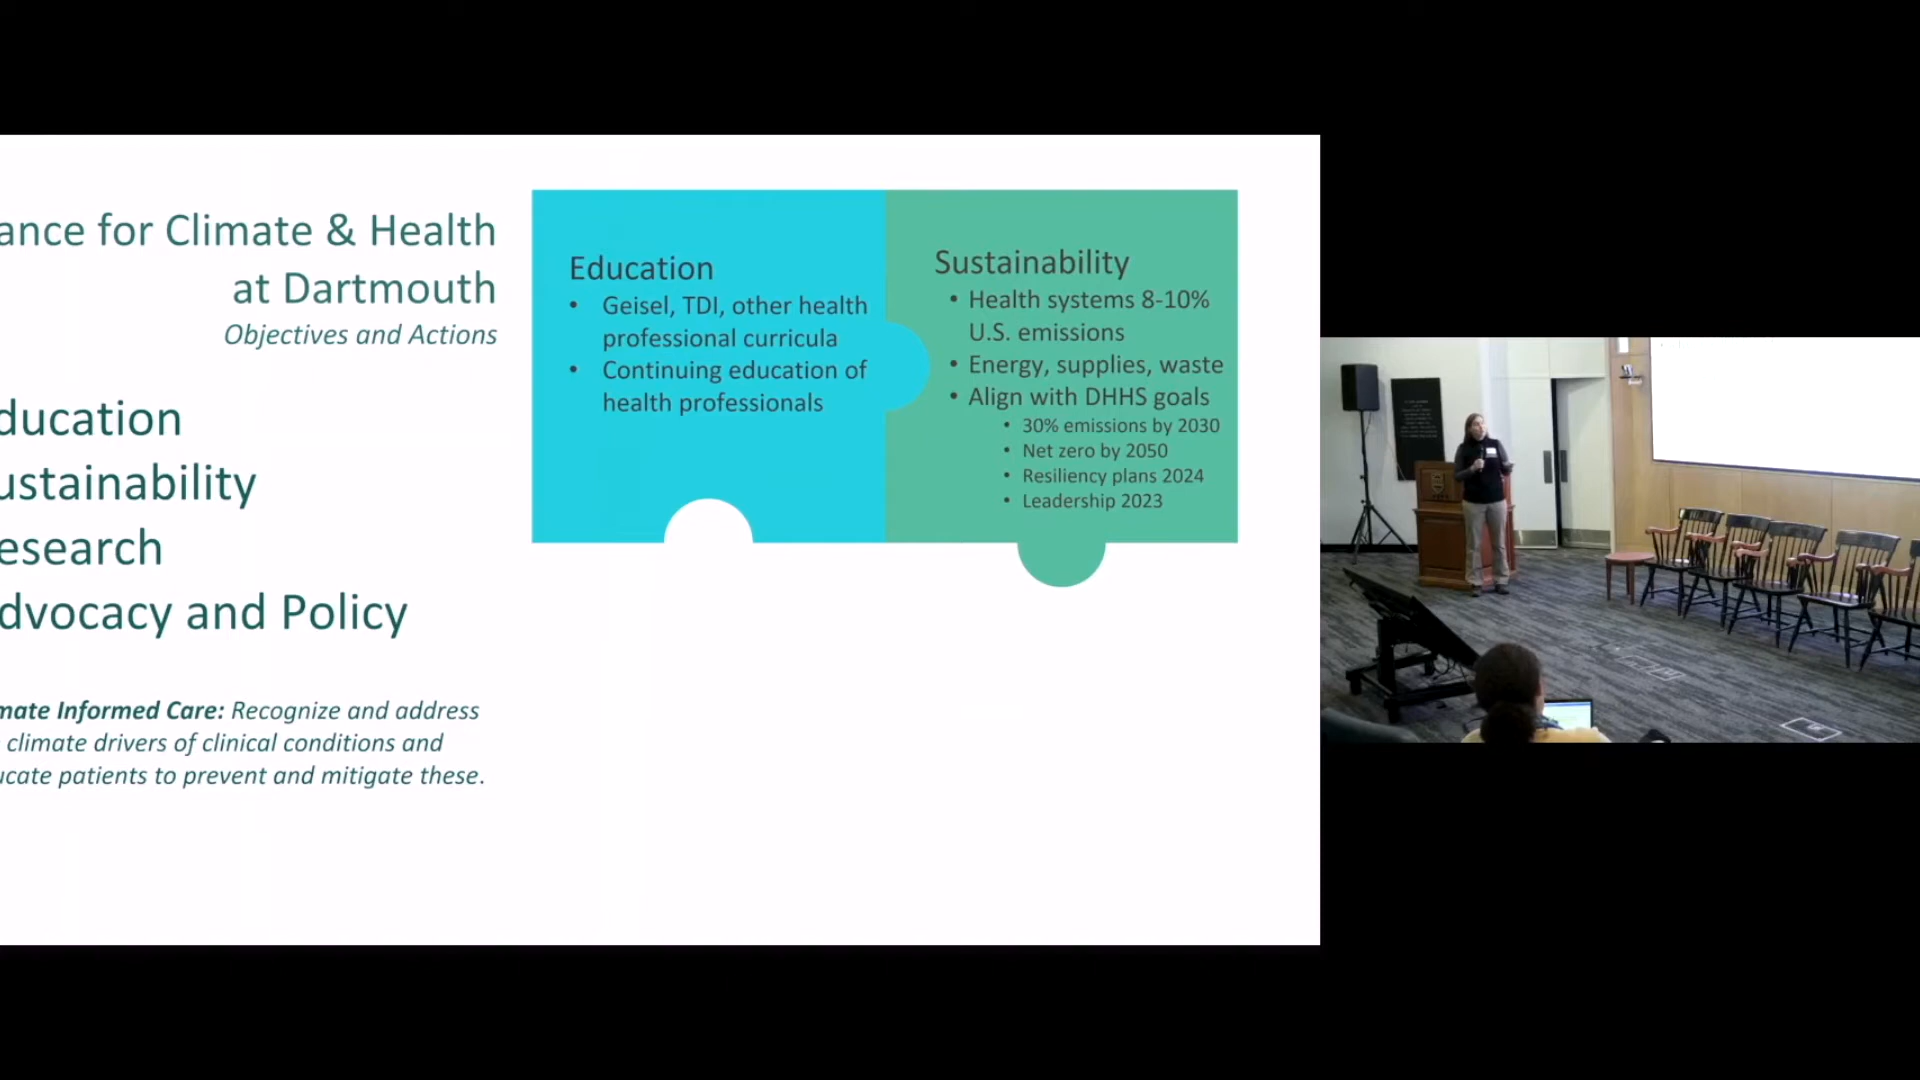 ance for Climate & Health
at Dartmouth
Objectives and Actions
ducation
ustainability
esearch
dvocacy and Policy
mate Informed Care: Recognize and address
climate drivers of clinical conditions and
ucate patients to prevent and mitigate these.
Education
• Geisel, TDI, other health
professional curricula
• Continuing education of
health professionals
Sustainability
• Health systems 8-10%
U.S. emissions
• Energy, supplies, waste
• Align with DHHS goals
• 30% emissions by 2030
• Net zero by 2050
• Resiliency plans 2024
• Leadership 2023